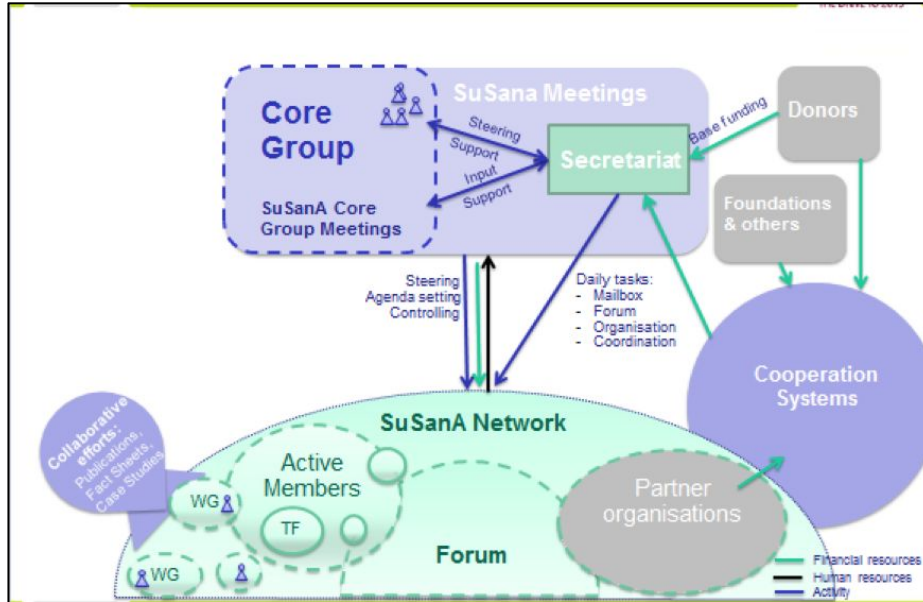 SuSana Meetings
Core
Group
SuSanA Core
Group Meetings
Steering
Support
Input
Support
Secretariat
Base funding
Donors
Foundations
& others
Steering
Agenda setting
Controlling
Daily tasks:
- Mailbox
- Forum
- Organisation
- Coordination
Cooperation
Systems
Collaborative
efforts:
Publications,
Fact Sheets,
Case Studies
SuSanA Network
Active
Members
WG
TF
WG
Forum
Partner
organisations
Financial resources
Human resources
Activity